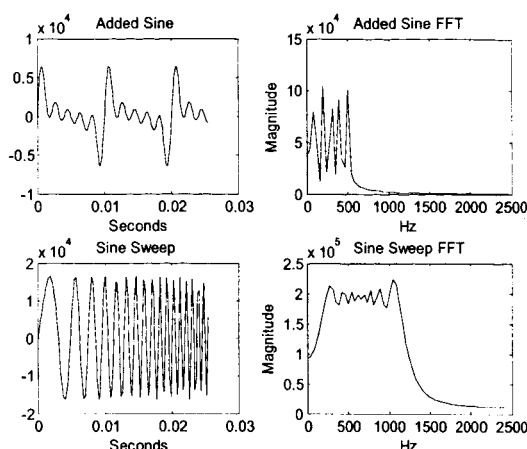 Added Sine
x 10^4
1
0.5
0
-0.5
-1
0 0.01 0.02 0.03
Seconds
Added Sine FFT
x 10^4
15
10
5
0
Magnitude
0 500 1000 1500 2000 2500
Hz
Sine Sweep
x 10^4
2
1
0
-1
-2
0 0.01 0.02 0.03
Seconds
Sine Sweep FFT
x 10^5
2.5
2
1.5
1
0.5
0
Magnitude
0 500 1000 1500 2000 2500
Hz